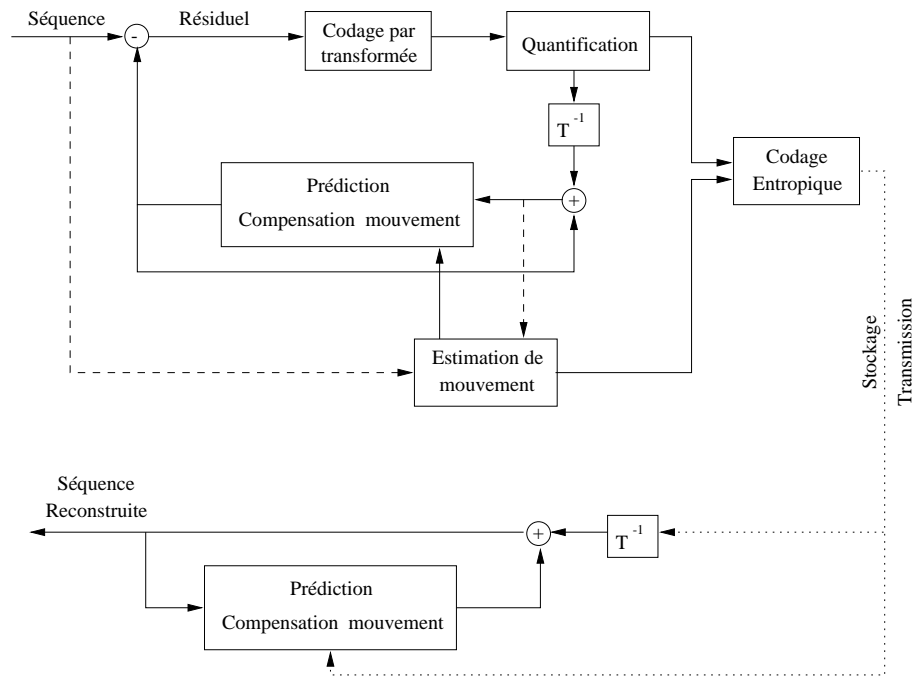 Séquence
Résiduel
-
Codage par
transformée
Quantification
T -1
Codage
Entropique
Prédiction
Compensation mouvement
+
Estimation de
mouvement
Stockage
Transmission
Séquence
Reconstruite
+
T -1
Prédiction
Compensation mouvement